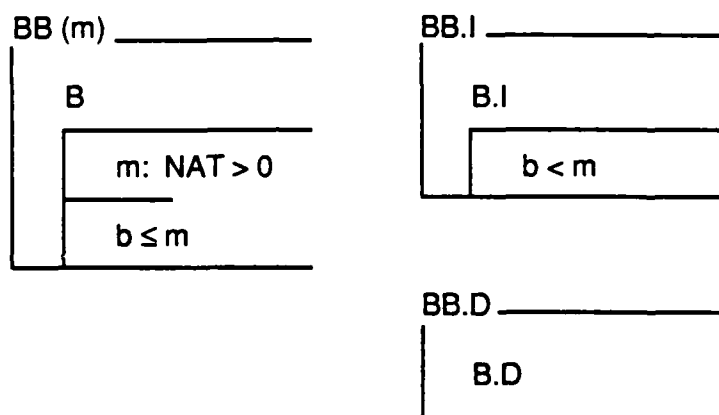 BB (m)
B
m: NAT > 0
b ≤ m
BB.I
B.I
b < m
BB.D
B.D